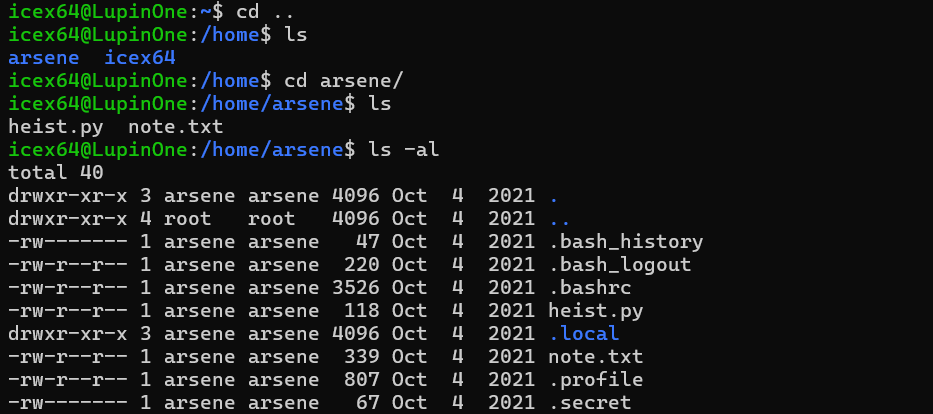 icex64@LupinOne:~$ cd ..
icex64@LupinOne:/home$ ls
arsene  icex64
icex64@LupinOne:/home$ cd arsene/
icex64@LupinOne:/home/arsene$ ls
heist.py  note.txt
icex64@LupinOne:/home/arsene$ ls -al
total 40
drwxr-xr-x 3 arsene arsene 4096 Oct  4  2021 .
drwxr-xr-x 4 root   root   4096 Oct  4  2021 ..
-rw------- 1 arsene arsene   47 Oct  4  2021 .bash_history
-rw-r--r-- 1 arsene arsene  220 Oct  4  2021 .bash_logout
-rw-r--r-- 1 arsene arsene 3526 Oct  4  2021 .bashrc
-rw-r--r-- 1 arsene arsene  118 Oct  4  2021 heist.py
drwxr-xr-x 3 arsene arsene 4096 Oct  4  2021 .local
-rw-r--r-- 1 arsene arsene  339 Oct  4  2021 note.txt
-rw-r--r-- 1 arsene arsene  807 Oct  4  2021 .profile
-rw------- 1 arsene arsene   67 Oct  4  2021 .secret